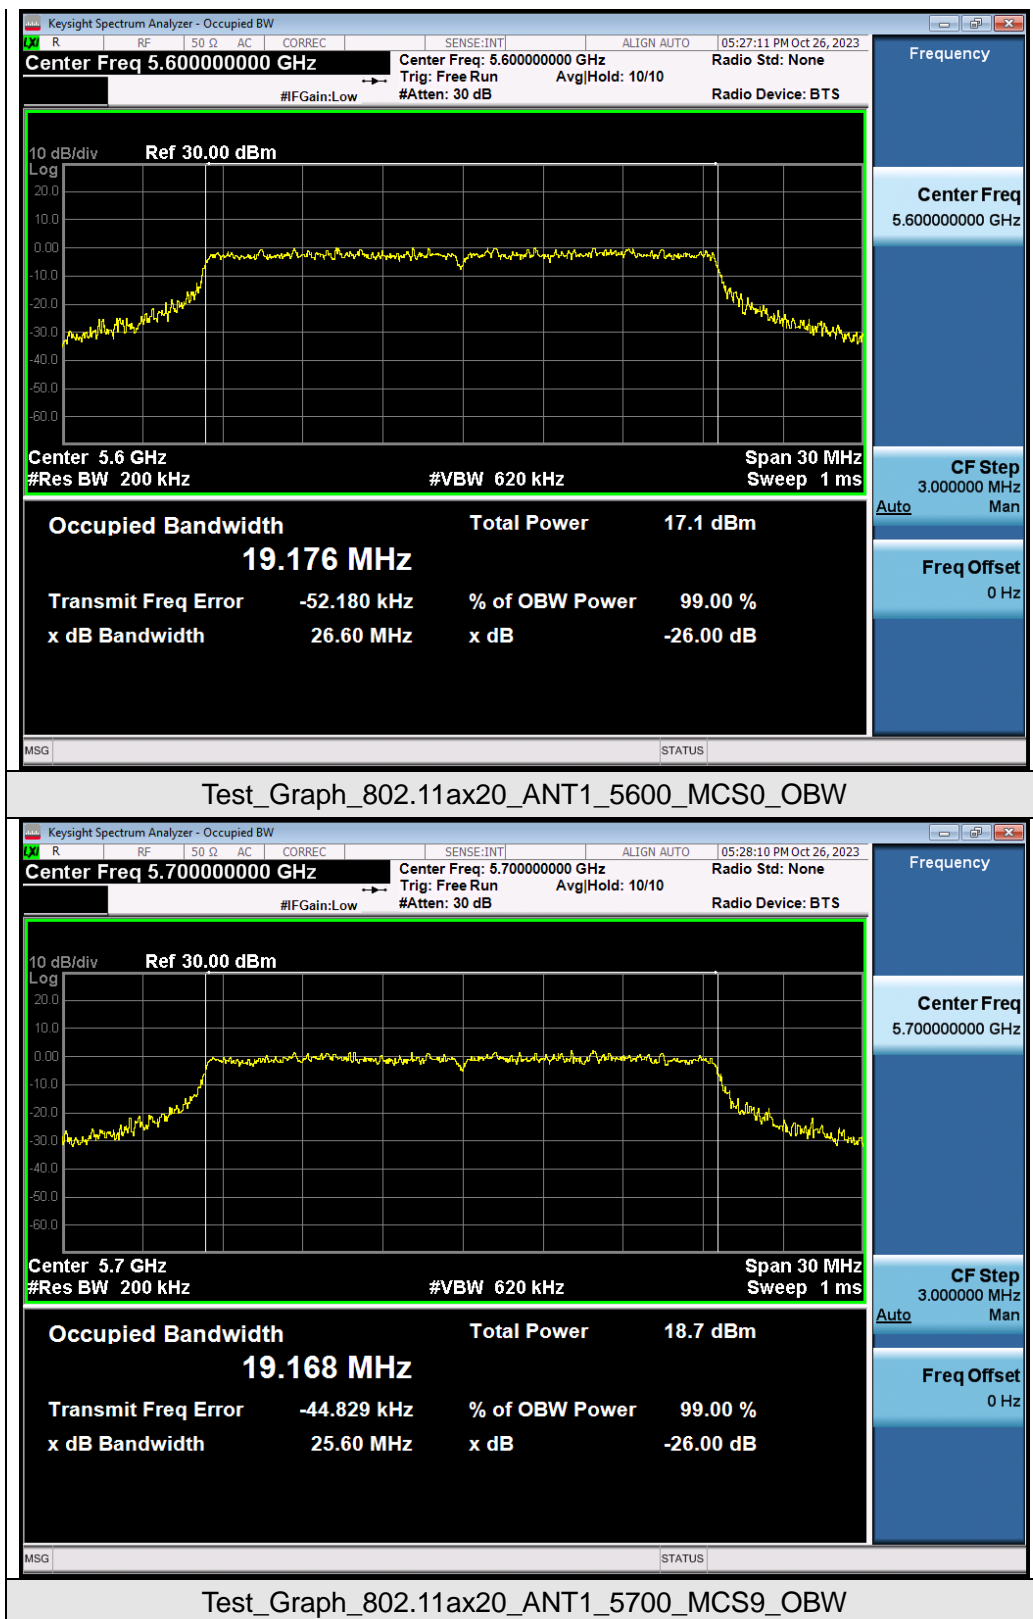 Keysight Spectrum Analyzer - Occupied BW
LXI R RF 50 Ω AC CORREC SENSE:INT ALIGN AUTO 05:27:11 PM Oct 26, 2023
Center Freq 5.600000000 GHz
Center Freq: 5.600000000 GHz
Radio Std: None
Trig: Free Run Avg|Hold: 10/10
#IFGain:Low #Atten: 30 dB Radio Device: BTS
Frequency
10 dB/div Ref 30.00 dBm
Log
20.0
10.0
0.00
-10.0
-20.0
-30.0
-40.0
-50.0
-60.0
Center Freq
5.600000000 GHz
Center 5.6 GHz Span 30 MHz
#Res BW 200 kHz #VBW 620 kHz Sweep 1 ms
CF Step
3.000000 MHz
Auto Man
Freq Offset
0 Hz
Occupied Bandwidth Total Power 17.1 dBm
19.176 MHz
Transmit Freq Error -52.180 kHz % of OBW Power 99.00 %
x dB Bandwidth 26.60 MHz x dB -26.00 dB
MSG STATUS
Test_Graph_802.11ax20_ANT1_5600_MCS0_OBW
Keysight Spectrum Analyzer - Occupied BW
LXI R RF 50 Ω AC CORREC SENSE:INT ALIGN AUTO 05:28:10 PM Oct 26, 2023
Center Freq 5.700000000 GHz
Center Freq: 5.700000000 GHz
Radio Std: None
Trig: Free Run Avg|Hold: 10/10
#IFGain:Low #Atten: 30 dB Radio Device: BTS
Frequency
10 dB/div Ref 30.00 dBm
Log
20.0
10.0
0.00
-10.0
-20.0
-30.0
-40.0
-50.0
-60.0
Center Freq
5.700000000 GHz
Center 5.7 GHz Span 30 MHz
#Res BW 200 kHz #VBW 620 kHz Sweep 1 ms
CF Step
3.000000 MHz
Auto Man
Freq Offset
0 Hz
Occupied Bandwidth Total Power 18.7 dBm
19.168 MHz
Transmit Freq Error -44.829 kHz % of OBW Power 99.00 %
x dB Bandwidth 25.60 MHz x dB -26.00 dB
MSG STATUS
Test_Graph_802.11ax20_ANT1_5700_MCS9_OBW